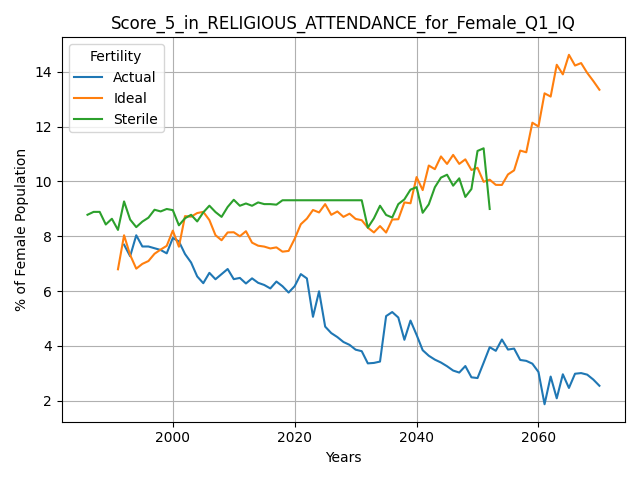 Score_5_in_RELIGIOUS_ATTENDANCE_for_Female_Q1_IQ
Fertility
Actual
Ideal
Sterile
% of Female Population
14
12
10
8
6
4
2
2000 2020 2040 2060
Years